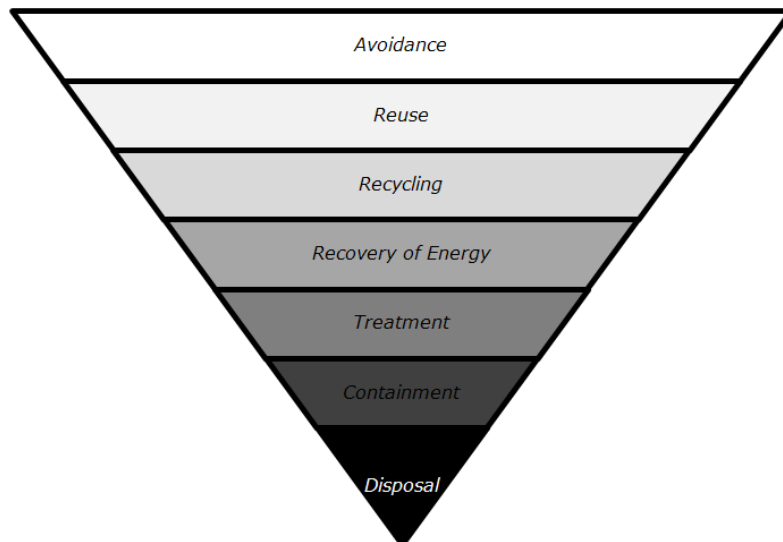 Avoidance
Reuse
Recycling
Recovery of Energy
Treatment
Containment
Disposal